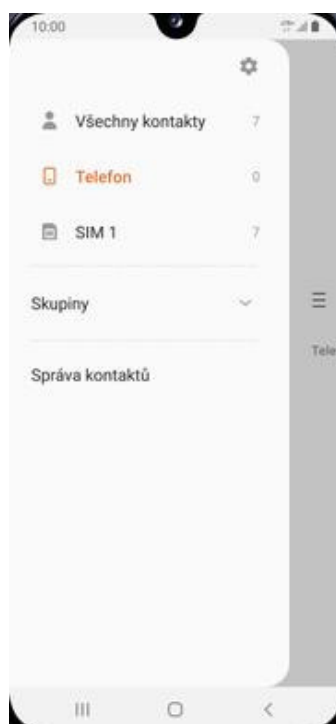 10:00
Všechny kontakty 7
Telefon 0
SIM 1 7
Skupiny
Tele
Správa kontaktů